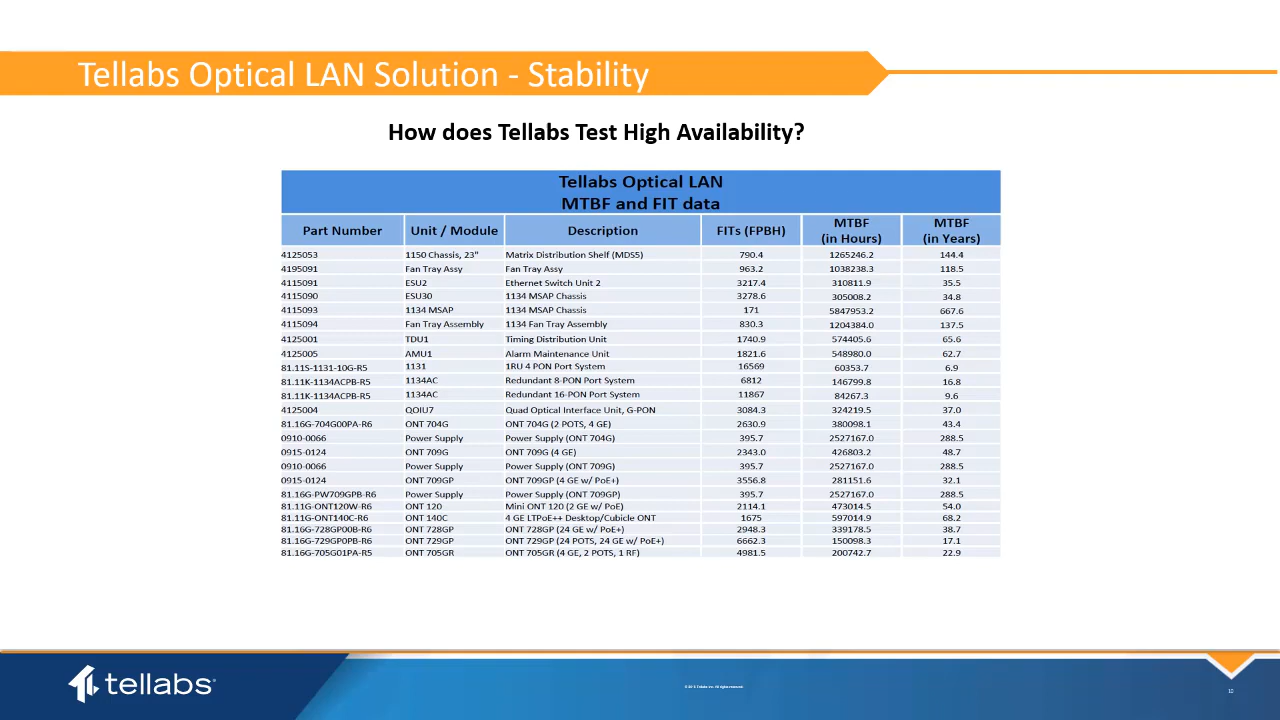 Tellabs Optical LAN Solution - Stability
How does Tellabs Test High Availability?
Tellabs Optical LAN
MTBF and FIT data
Part Number Unit / Module Description FITs (FPBH) MTBF (in Hours) MTBF (in Years)
4125053 1150 Chassis, 23" Matrix Distribution Shelf (MDS5) 790.4 1265246.2 144.4
4195091 Fan Tray Assy Fan Tray Assy 963.2 1038238.3 118.5
4115091 ESU2 Ethernet Switch Unit 2 3217.4 310811.9 35.5
4115090 ESU30 1134 MSAP Chassis 3278.6 305008.2 34.8
4115093 1134 MSAP 1134 MSAP Chassis 171 5847953.2 667.6
4115094 Fan Tray Assembly 1134 Fan Tray Assembly 830.3 1204384.0 137.5
4125001 TDU1 Timing Distribution Unit 1740.9 574405.6 65.6
4125005 AMU1 Alarm Maintenance Unit 1821.6 548980.0 62.7
81.11S-1131-10G-R5 1131 1RU 4 PON Port System 16569 60353.7 6.9
81.11K-1134ACPB-R5 1134AC Redundant 8-PON Port System 6812 146799.8 16.8
81.11K-1134ACPB-R5 1134AC Redundant 16-PON Port System 11867 84267.3 9.6
4125004 QOIU7 Quad Optical Interface Unit, G-PON 3084.3 324219.5 37.0
81.16G-704G00PA-R6 ONT 704G ONT 704G (2 POTS, 4 GE) 2630.9 380098.1 43.4
0910-0066 Power Supply Power Supply (ONT 704G) 395.7 2527167.0 288.5
0915-0124 ONT 709G ONT 709G (4 GE) 2343.0 426803.2 48.7
0910-0066 Power Supply Power Supply (ONT 709G) 395.7 2527167.0 288.5
0915-0124 ONT 709GP ONT 709GP (4 GE w/ PoE+) 3556.8 281151.6 32.1
81.16G-PW709GPB-R6 Power Supply Power Supply (ONT 709GP) 395.7 2527167.0 288.5
81.11G-ONT120W-R6 ONT 120 Mini ONT 120 (2 GE w/ PoE) 2114.1 473014.5 54.0
81.11G-ONT140C-R6 ONT 140C 4 GE LTPoE++ Desktop/Cubicle ONT 1675 597014.9 68.2
81.16G-728GP00B-R6 ONT 728GP ONT 728GP (24 GE w/ PoE+) 2948.3 339178.5 38.7
81.16G-729GP0PB-R6 ONT 729GP ONT 729GP (24 POTS, 24 GE w/ PoE+) 6662.3 150098.3 17.1
81.16G-705G01PA-R5 ONT 705GR ONT 705GR (4 GE, 2 POTS, 1 RF) 4981.5 200742.7 22.9
tellabs
10